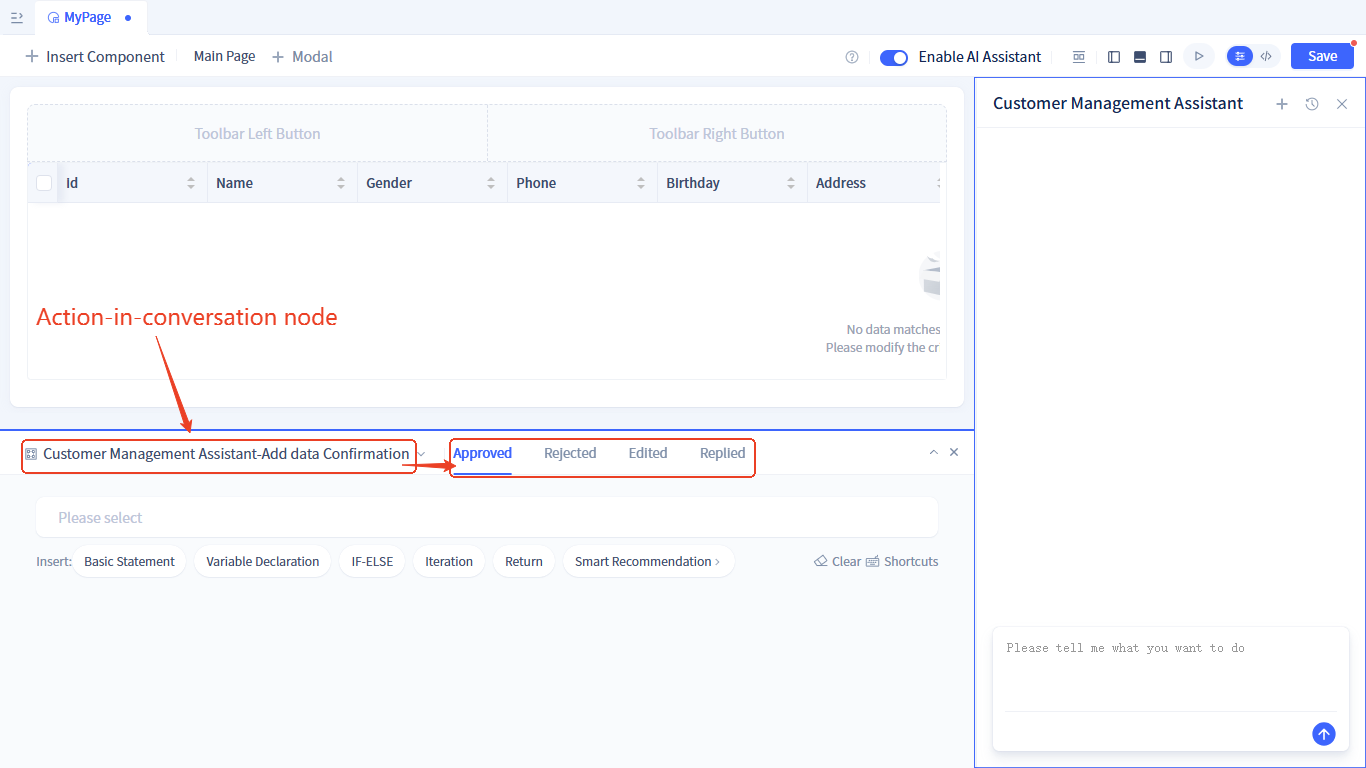 MyPage
Insert Component
Main Page
Modal
Enable AI Assistant
Save
Customer Management Assistant
Toolbar Left Button
Toolbar Right Button
Id
Name
Gender
Phone
Birthday
Address
No data matches
Please modify the cr
Action-in-conversation node
Customer Management Assistant-Add data Confirmation
Approved
Rejected
Edited
Replied
Please select
Insert:
Basic Statement
Variable Declaration
IF-ELSE
Iteration
Return
Smart Recommendation
Clear
Shortcuts
Please tell me what you want to do